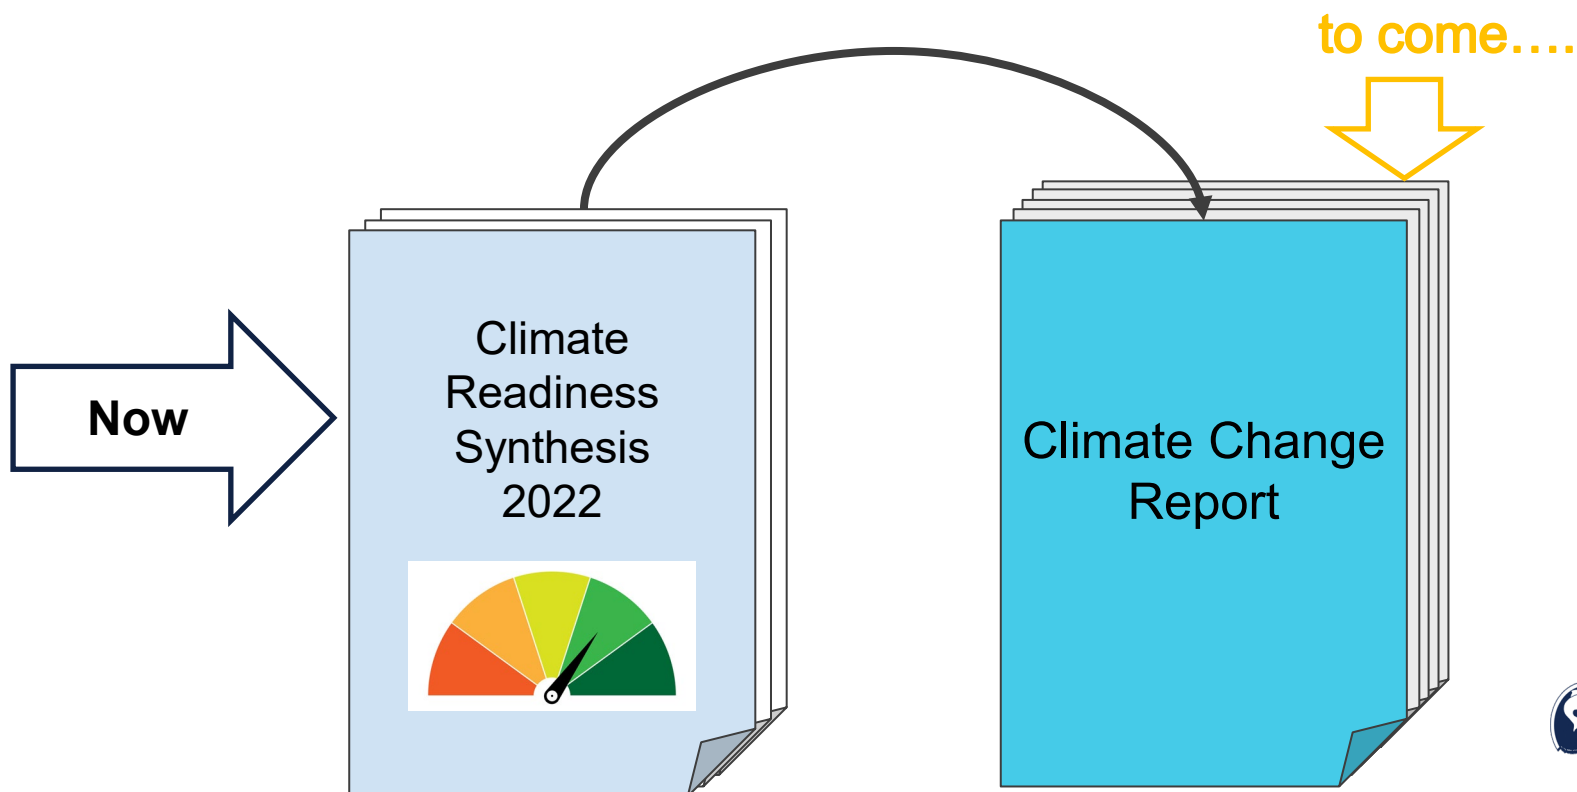 to come....
Now
Climate
Readiness
Synthesis
2022
Climate Change
Report